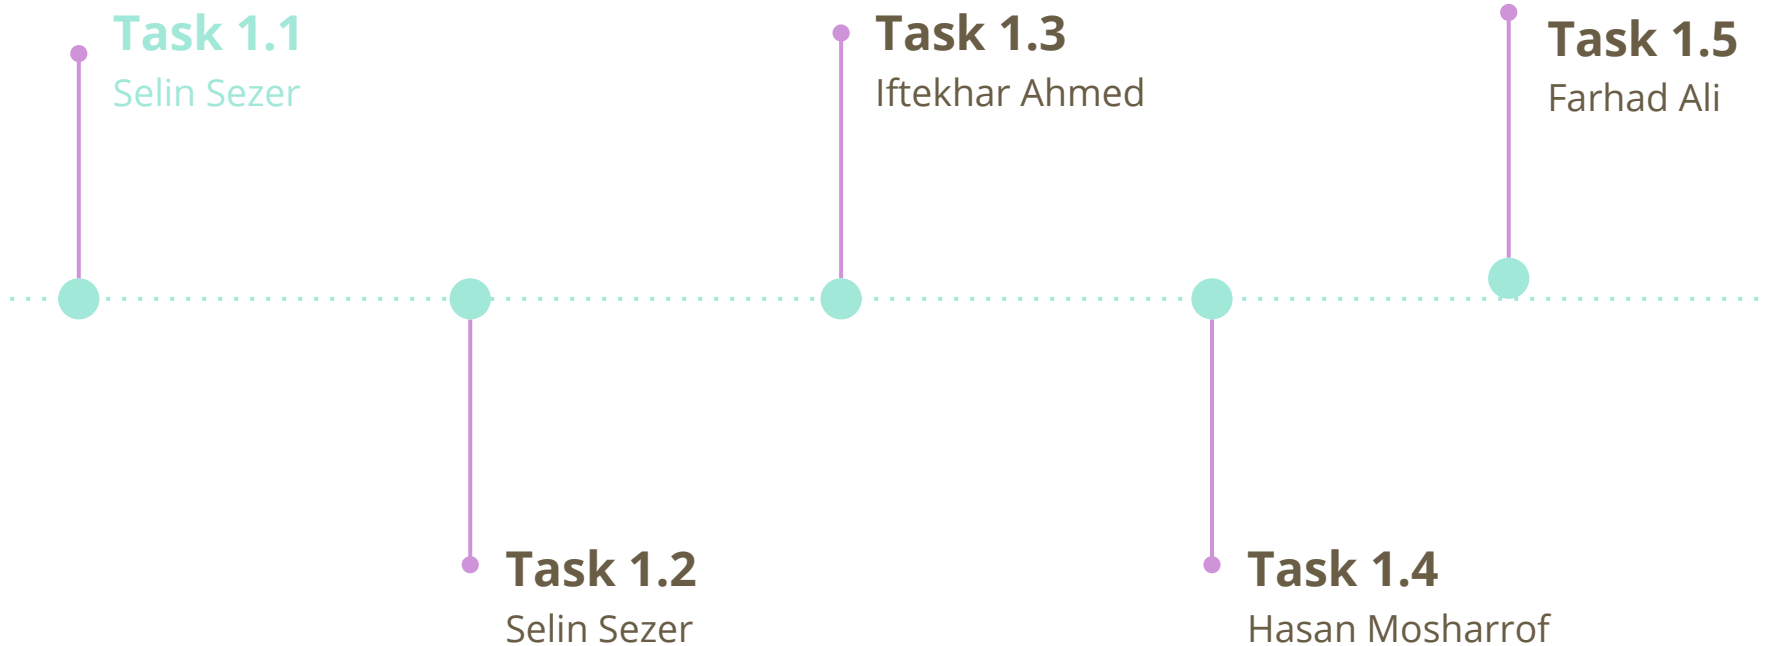 Task 1.1
Selin Sezer
Task 1.2
Selin Sezer
Task 1.3
Iftekhar Ahmed
Task 1.4
Hasan Mosharrof
Task 1.5
Farhad Ali